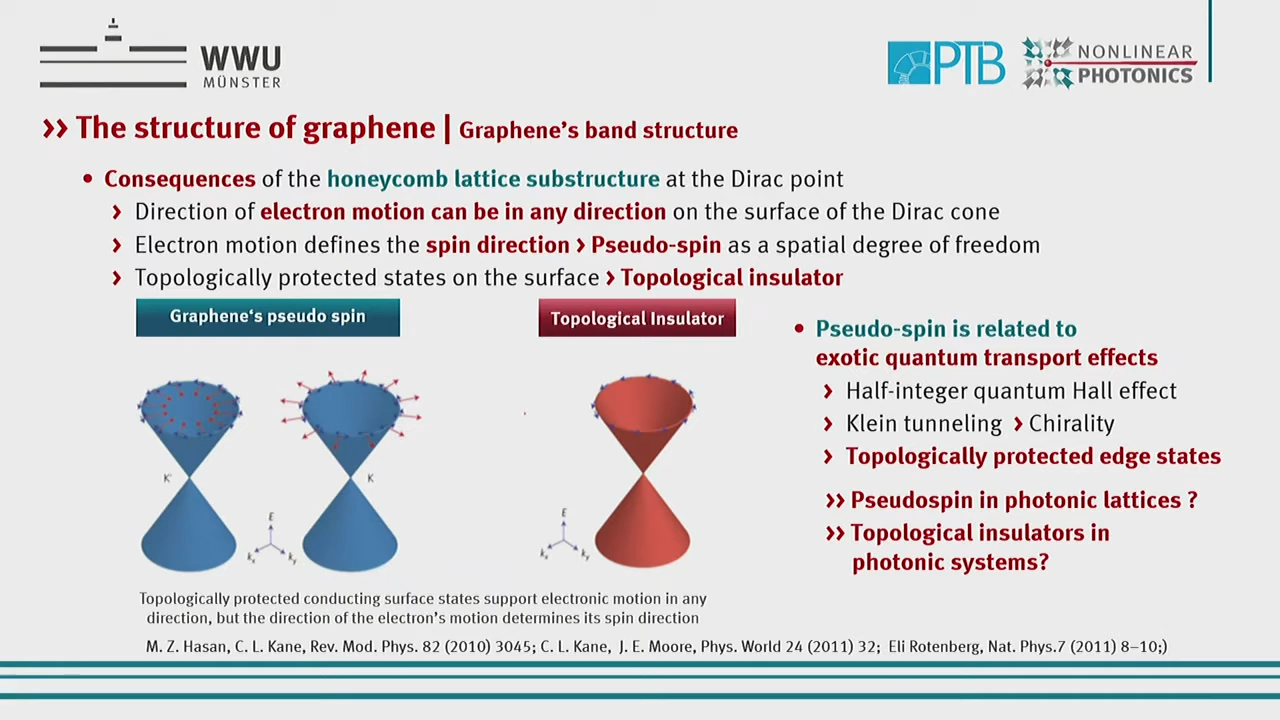 WWU
MÜNSTER
PTB
NONLINEAR
PHOTONICS
›› The structure of graphene | Graphene's band structure
• Consequences of the honeycomb lattice substructure at the Dirac point
› Direction of electron motion can be in any direction on the surface of the Dirac cone
› Electron motion defines the spin direction › Pseudo-spin as a spatial degree of freedom
› Topologically protected states on the surface › Topological insulator
Graphene‘s pseudo spin
Topological Insulator
• Pseudo-spin is related to
exotic quantum transport effects
› Half-integer quantum Hall effect
› Klein tunneling › Chirality
› Topologically protected edge states
›› Pseudospin in photonic lattices ?
›› Topological insulators in
photonic systems?
K'
K
E
kx
ky
E
kx
ky
Topologically protected conducting surface states support electronic motion in any
direction, but the direction of the electron's motion determines its spin direction
M. Z. Hasan, C. L. Kane, Rev. Mod. Phys. 82 (2010) 3045; C. L. Kane, J. E. Moore, Phys. World 24 (2011) 32; Eli Rotenberg, Nat. Phys.7 (2011) 8–10;)